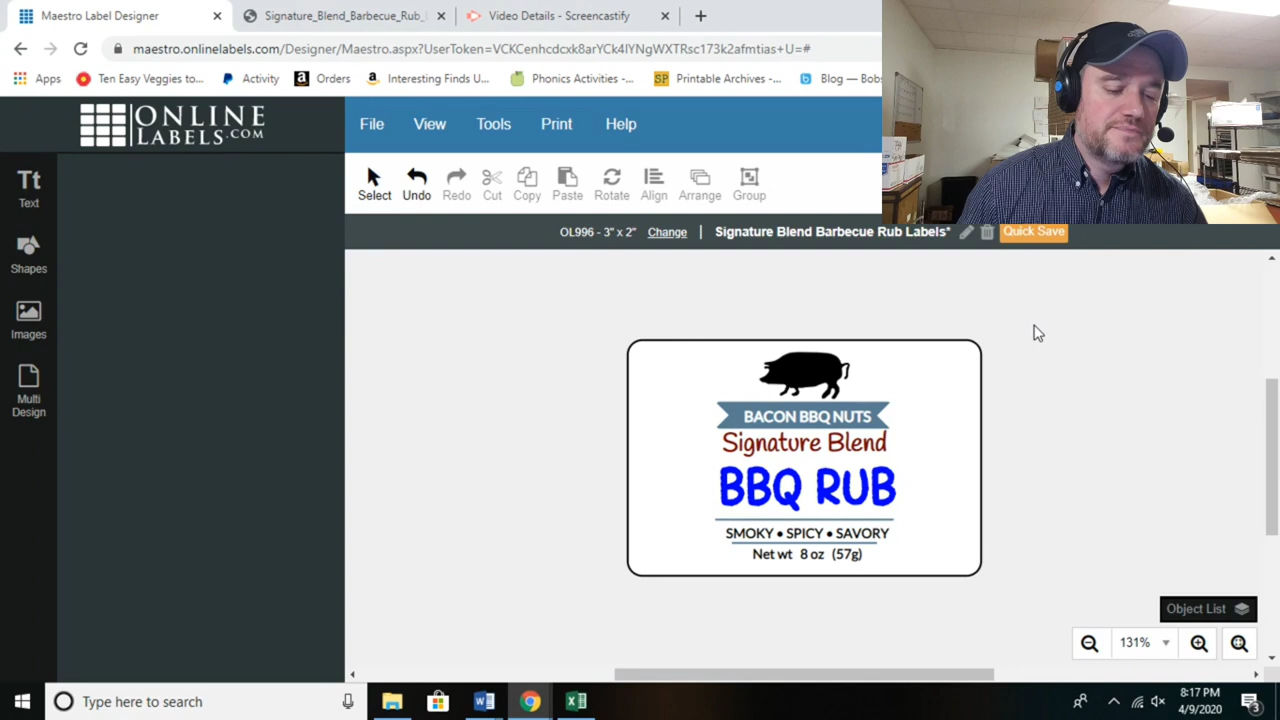 Maestro Label Designer
Signature_Blend_Barbecue_Rub_
Video Details - Screencastify
maestro.onlinelabels.com/Designer/Maestro.aspx?UserToken=VCKCenhcdcxk8arYCk4lYNgWXTRsc173k2afmtias+U=#
Apps
Ten Easy Veggies to...
Activity
Orders
Interesting Finds U...
Phonics Activities -...
SP Printable Archives -...
Blog — Bobs
ONLINE
LABELS.COM
File View Tools Print Help
Select Undo Redo Cut Copy Paste Rotate Align Arrange Group
OL996 - 3" x 2" Change | Signature Blend Barbecue Rub Labels* Quick Save
Tt
Text
Shapes
Images
Multi
Design
BACON BBQ NUTS
Signature Blend
BBQ RUB
SMOKY • SPICY • SAVORY
Net wt 8 oz (57g)
Object List
131%
Type here to search
8:17 PM
4/9/2020
3